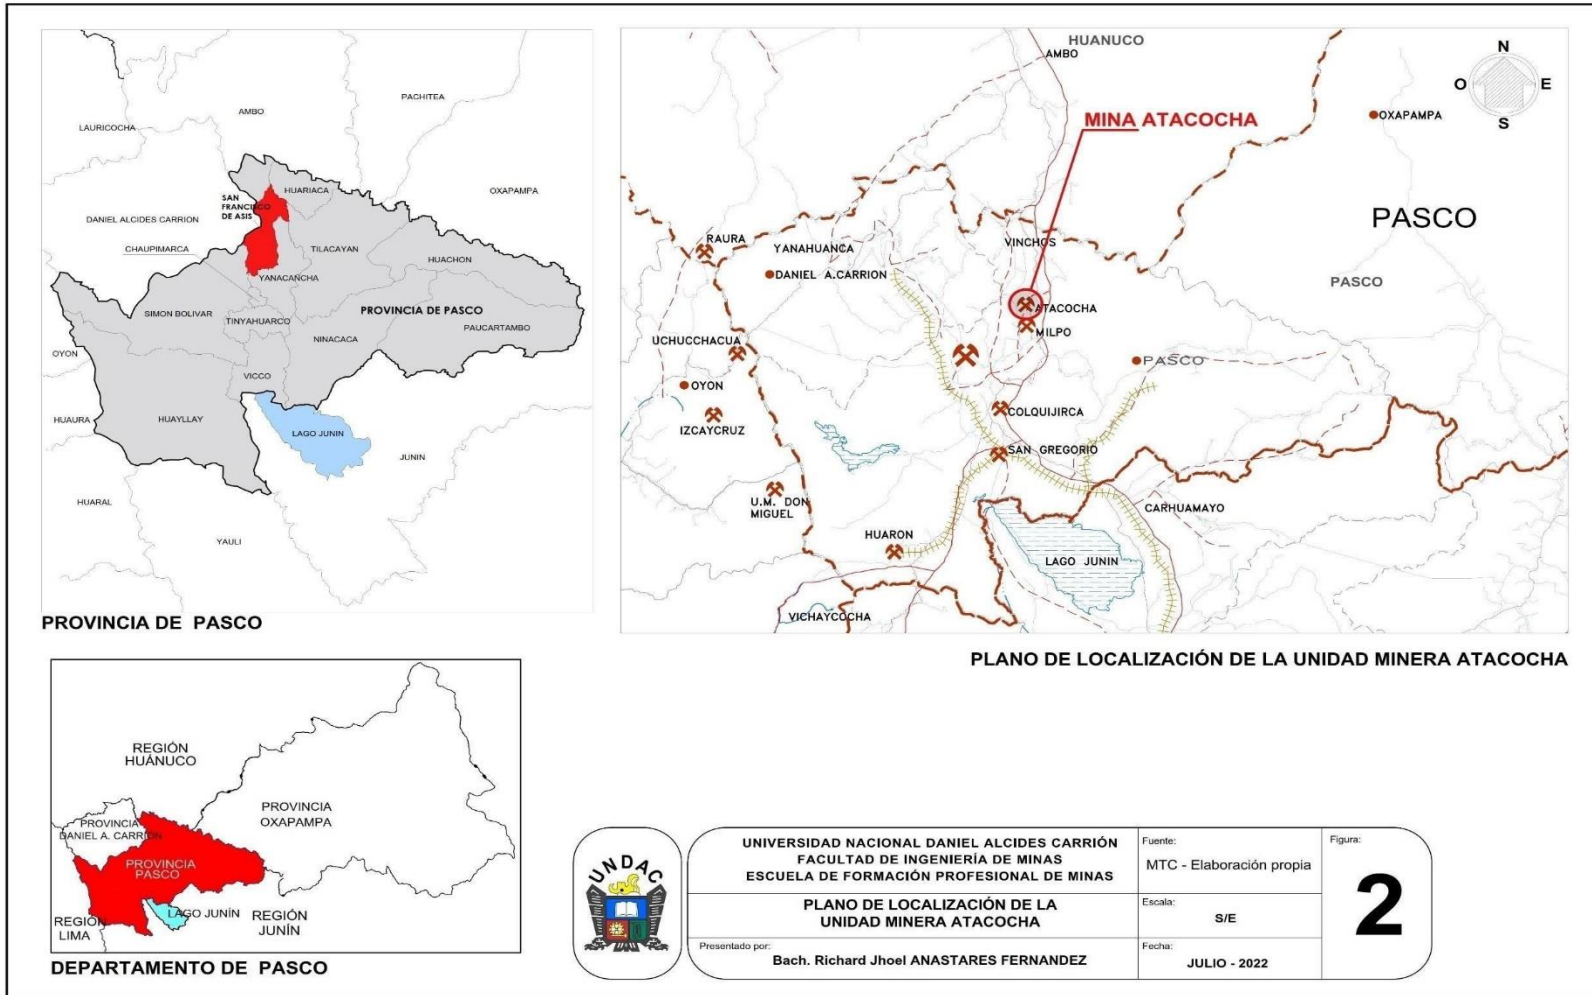 LAURICOCHA
AMBO
PACHITEA
OXAPAMPA
HUARIACA
SAN
FRANCISCO
DE ASIS
DANIEL ALCIDES CARRION
CHAUPIMARCA
TILACAYAN
HUACHON
YANACANCHA
SIMON BOLIVAR
TINYAHUARCO
PROVINCIA DE PASCO
NINACACA
PAUCARTAMBO
OYON
VICCO
HUAURA
HUAYLLAY
LAGO JUNIN
JUNIN
HUARAL
YAULI
PROVINCIA DE PASCO
HUANUCO
AMBO
N
O
E
S
MINA ATACOCHA
OXAPAMPA
PASCO
RAURA
YANAHUANCA
VINCHOS
DANIEL A.CARRION
PASCO
ATACOCHA
MILPO
UCHUCCHACUA
PASCO
OYON
IZCAYCRUZ
COLQUIJIRCA
SAN GREGORIO
U.M. DON
MIGUEL
CARHUAMAYO
HUARON
LAGO JUNIN
VICHAYCOCHA
PLANO DE LOCALIZACIÓN DE LA UNIDAD MINERA ATACOCHA
REGIÓN
HUÁNUCO
PROVINCIA
OXAPAMPA
PROVINCIA
DANIEL A. CARRION
PROVINCIA
PASCO
LAGO JUNÍN
REGIÓN
LIMA
REGIÓN
JUNÍN
DEPARTAMENTO DE PASCO
UNDAC
UNIVERSIDAD NACIONAL DANIEL ALCIDES CARRIÓN
FACULTAD DE INGENIERÍA DE MINAS
ESCUELA DE FORMACIÓN PROFESIONAL DE MINAS
PLANO DE LOCALIZACIÓN DE LA
UNIDAD MINERA ATACOCHA
Presentado por:
Bach. Richard Jhoel ANASTARES FERNANDEZ
Fuente:
MTC - Elaboración propia
Escala:
S/E
Fecha:
JULIO - 2022
Figura:
2